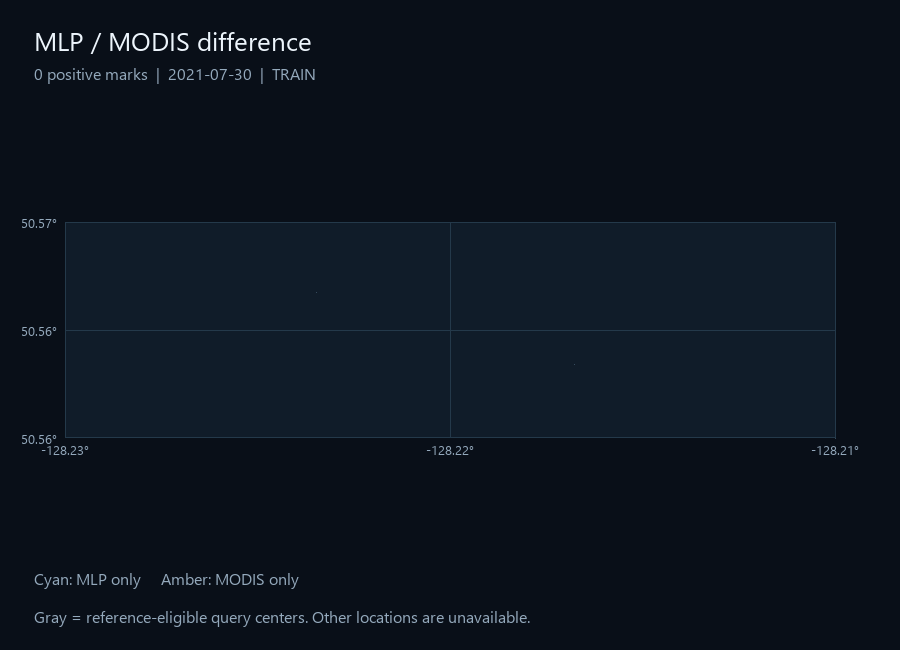 MLP / MODIS difference
0 positive marks | 2021-07-30 | TRAIN
50.57°
50.56°
50.56°
-128.23° -128.22° -128.21°
Cyan: MLP only Amber: MODIS only
Gray = reference-eligible query centers. Other locations are unavailable.